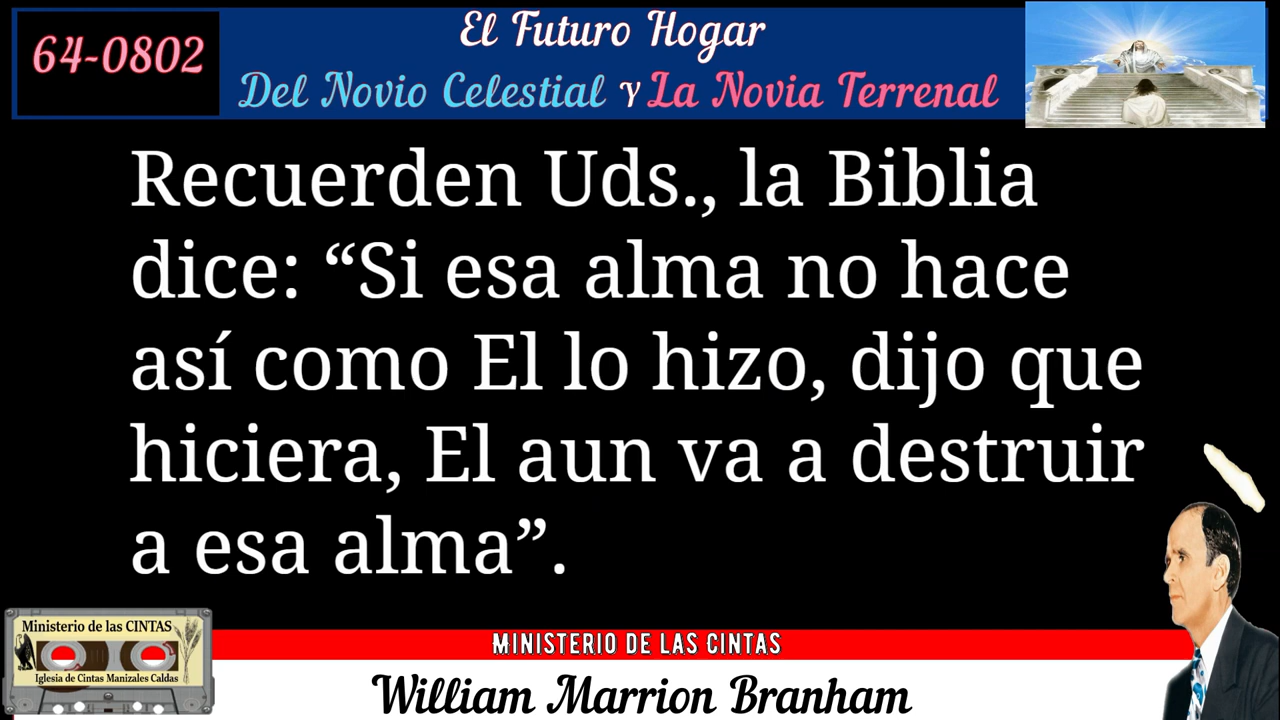 64-0802
El Futuro Hogar
Del Novio Celestial Y La Novia Terrenal
Recuerden Uds., la Biblia
dice: “Si esa alma no hace
así como El lo hizo, dijo que
hiciera, El aun va a destruir
a esa alma”.
Ministerio de las CINTAS
Iglesia de Cintas Manizales Caldas
MINISTERIO DE LAS CINTAS
William Marrion Branham